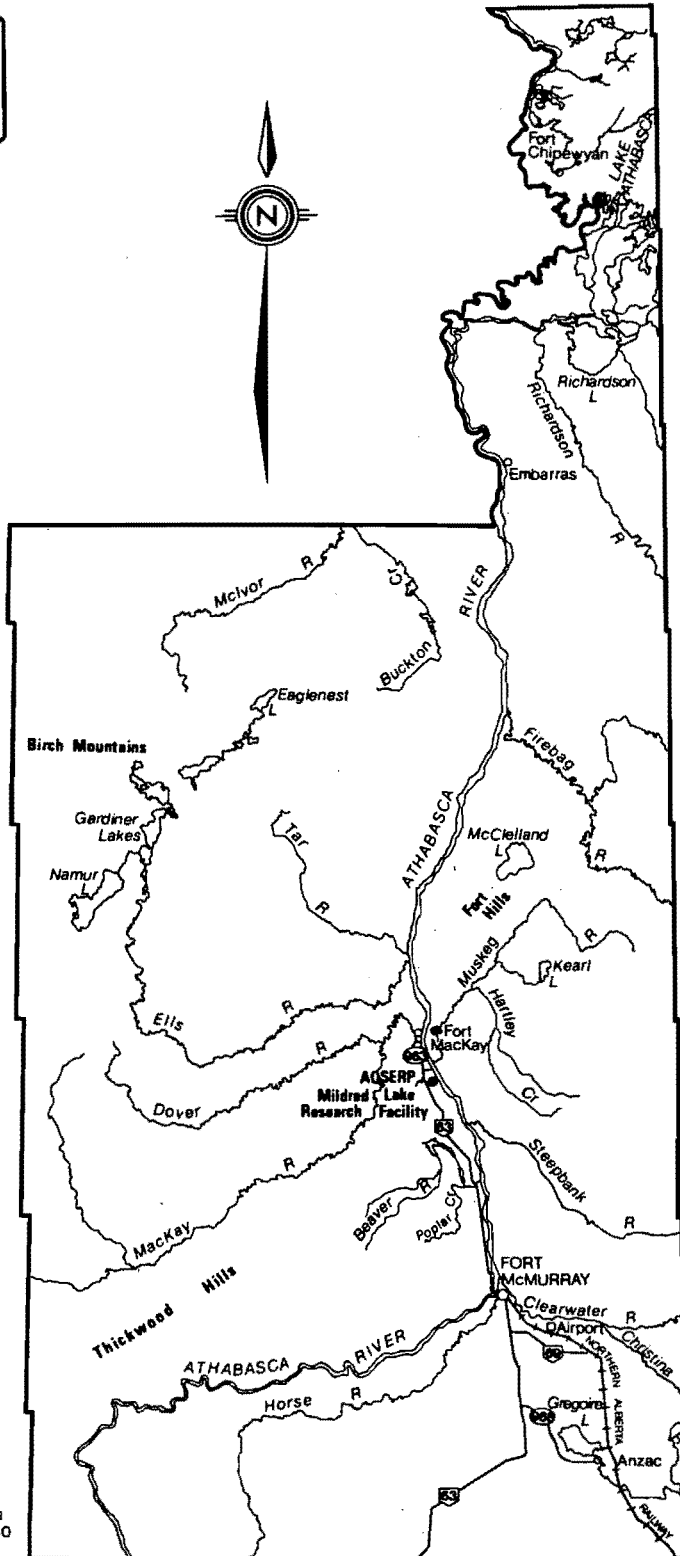 N
Fort
Chipewyan
LAKE
ATHABASCA
Richardson
L
Richardson
R
Embarras
RIVER
McIvor R
Cr
Buckton
Eaglenest
L
Birch Mountains
Gardiner
Lakes
Namur
L
Firebag
R
ATHABASCA
McClelland
L
Tar
R
Fort
Hills
Muskeg R
Kearl
L
Hartley
Cr
Ells R
Fort
MacKay
963
AOSERP
Mildred Lake
Research Facility
Dover R
63
MacKay R
Steepbank
R
Beaver R
Poplar Cr
Thickwood Hills
FORT
McMURRAY
Clearwater R
Airport
Christina
69
NORTHERN
ALBERTA
RAILWAY
ATHABASCA RIVER
Horse R
Gregoire
L
Anzac
63